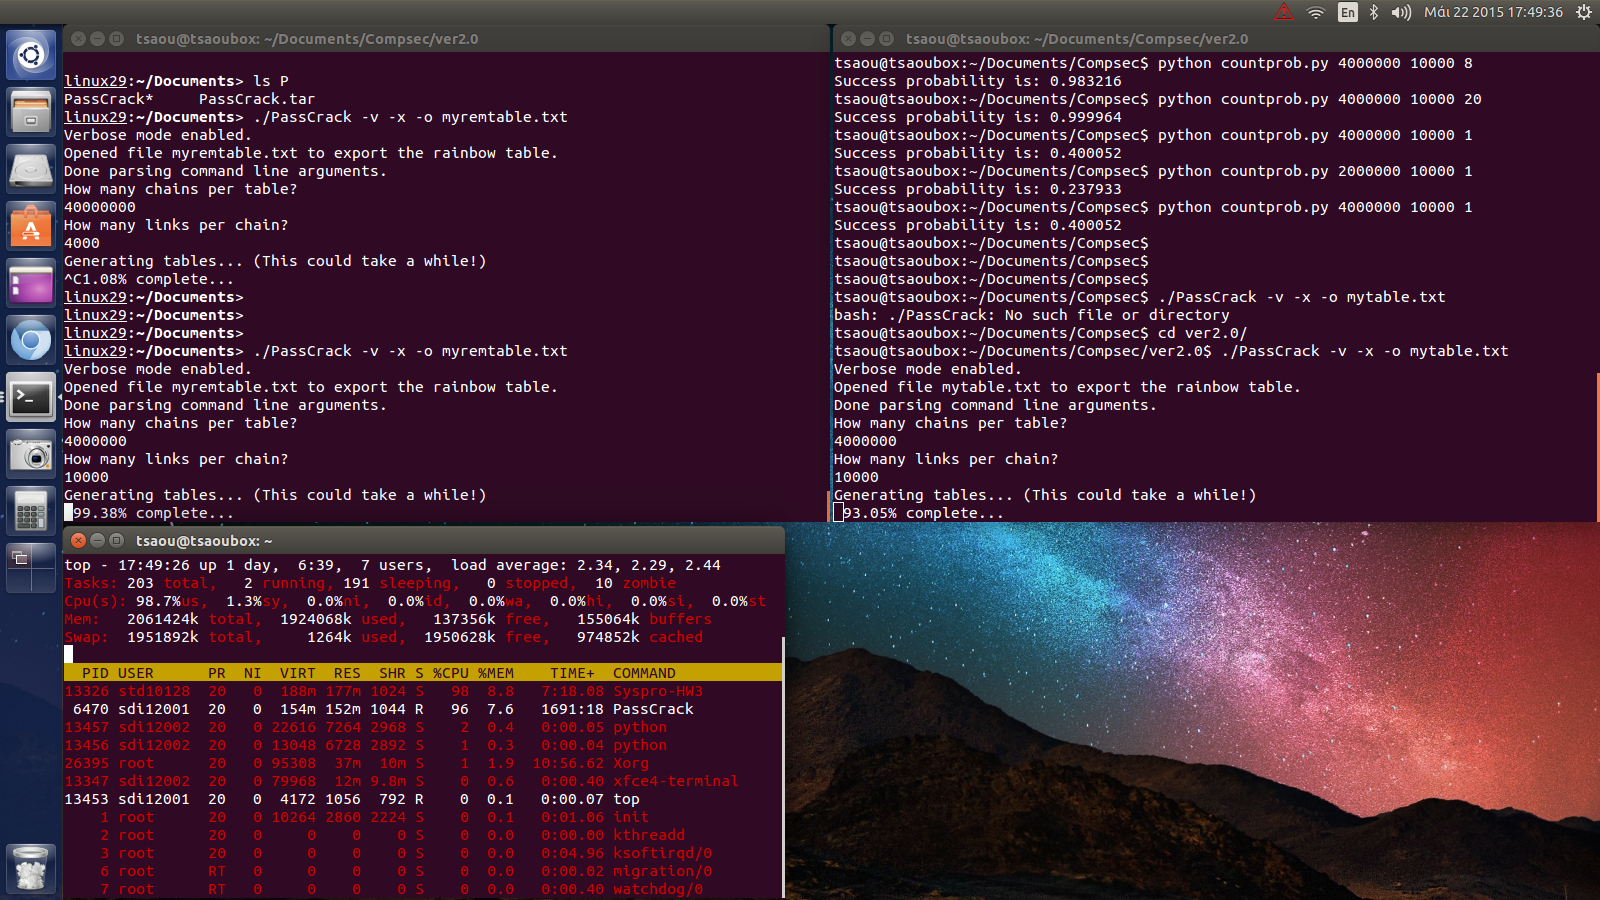 En Μάι 22 2015 17:49:36
tsaou@tsaoubox: ~/Documents/Compsec/ver2.0
linux29:~/Documents> ls P
PassCrack*     PassCrack.tar
linux29:~/Documents> ./PassCrack -v -x -o myremtable.txt
Verbose mode enabled.
Opened file myremtable.txt to export the rainbow table.
Done parsing command line arguments.
How many chains per table?
40000000
How many links per chain?
4000
Generating tables... (This could take a while!)
^C1.08% complete...
linux29:~/Documents>
linux29:~/Documents>
linux29:~/Documents>
linux29:~/Documents> ./PassCrack -v -x -o myremtable.txt
Verbose mode enabled.
Opened file myremtable.txt to export the rainbow table.
Done parsing command line arguments.
How many chains per table?
4000000
How many links per chain?
10000
Generating tables... (This could take a while!)
99.38% complete...
tsaou@tsaoubox: ~/Documents/Compsec/ver2.0
tsaou@tsaoubox:~/Documents/Compsec$ python countprob.py 4000000 10000 8
Success probability is: 0.983216
tsaou@tsaoubox:~/Documents/Compsec$ python countprob.py 4000000 10000 20
Success probability is: 0.999964
tsaou@tsaoubox:~/Documents/Compsec$ python countprob.py 4000000 10000 1
Success probability is: 0.400052
tsaou@tsaoubox:~/Documents/Compsec$ python countprob.py 2000000 10000 1
Success probability is: 0.237933
tsaou@tsaoubox:~/Documents/Compsec$ python countprob.py 4000000 10000 1
Success probability is: 0.400052
tsaou@tsaoubox:~/Documents/Compsec$
tsaou@tsaoubox:~/Documents/Compsec$
tsaou@tsaoubox:~/Documents/Compsec$
tsaou@tsaoubox:~/Documents/Compsec$ ./PassCrack -v -x -o mytable.txt
bash: ./PassCrack: No such file or directory
tsaou@tsaoubox:~/Documents/Compsec$ cd ver2.0/
tsaou@tsaoubox:~/Documents/Compsec/ver2.0$ ./PassCrack -v -x -o mytable.txt
Verbose mode enabled.
Opened file mytable.txt to export the rainbow table.
Done parsing command line arguments.
How many chains per table?
4000000
How many links per chain?
10000
Generating tables... (This could take a while!)
93.05% complete...
tsaou@tsaoubox: ~
top - 17:49:26 up 1 day,  6:39,  7 users,  load average: 2.34, 2.29, 2.44
Tasks: 203 total,   2 running, 191 sleeping,   0 stopped,  10 zombie
Cpu(s): 98.7%us,  1.3%sy,  0.0%ni,  0.0%id,  0.0%wa,  0.0%hi,  0.0%si,  0.0%st
Mem:   2061424k total,  1924068k used,   137356k free,   155064k buffers
Swap:  1951892k total,     1264k used,  1950628k free,   974852k cached
PID USER      PR  NI  VIRT  RES  SHR S %CPU %MEM    TIME+  COMMAND
13326 std10128  20   0  188m 177m 1024 S   98  8.8   7:18.08 Syspro-HW3
6470 sdi12001  20   0  154m 152m 1044 R   96  7.6   1691:18 PassCrack
13457 sdi12002  20   0 22616 7264 2968 S    2  0.4   0:00.05 python
13456 sdi12002  20   0 13048 6728 2892 S    1  0.3   0:00.04 python
26395 root      20   0 95308  37m  10m S    1  1.9  10:56.62 Xorg
13347 sdi12002  20   0 79968  12m 9.8m S    0  0.6   0:00.40 xfce4-terminal
13453 sdi12001  20   0  4172 1056  792 R    0  0.1   0:00.07 top
1 root      20   0 10264 2860 2224 S    0  0.1   0:01.06 init
2 root      20   0     0    0    0 S    0  0.0   0:00.00 kthreadd
3 root      20   0     0    0    0 S    0  0.0   0:04.96 ksoftirqd/0
6 root      RT   0     0    0    0 S    0  0.0   0:00.02 migration/0
7 root      RT   0     0    0    0 S    0  0.0   0:00.40 watchdog/0